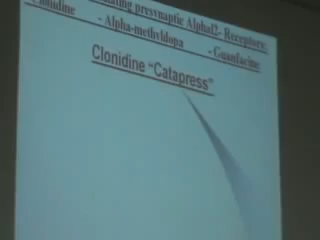 presynaptic Alpha2- Receptors:
- Alpha-methyldopa - Guanfacine
Clonidine “Catapress”